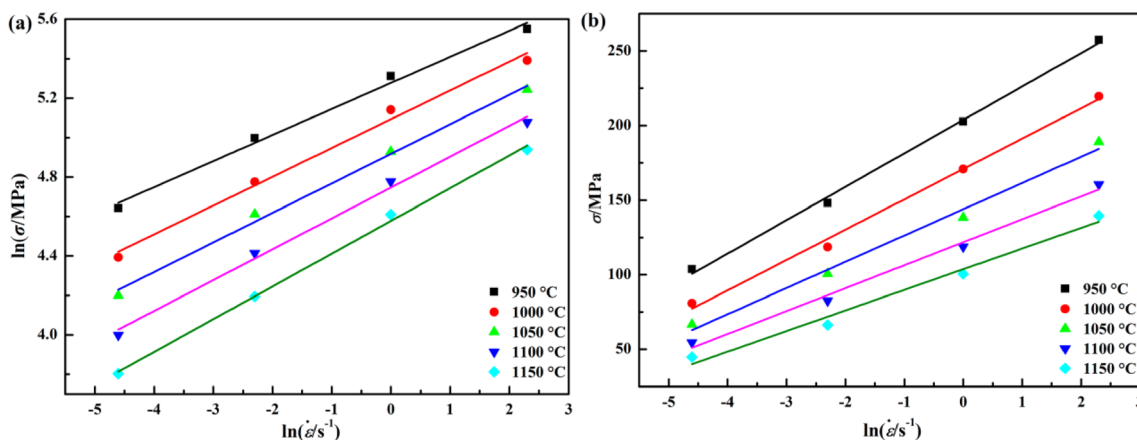 (a)
5.6
5.2
4.8
4.4
4.0
ln(σ/MPa)
950 °C
1000 °C
1050 °C
1100 °C
1150 °C
-5 -4 -3 -2 -1 0 1 2 3
ln(ε̇/s⁻¹)
(b)
250
200
150
100
50
σ/MPa
950 °C
1000 °C
1050 °C
1100 °C
1150 °C
-5 -4 -3 -2 -1 0 1 2 3
ln(ε̇/s⁻¹)